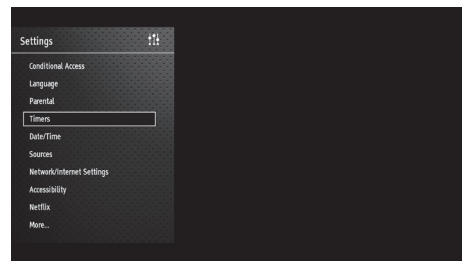 Settings
Conditional Access
Language
Parental
Timers
Date/Time
Sources
Network/Internet Settings
Accessibility
Netflix
More...